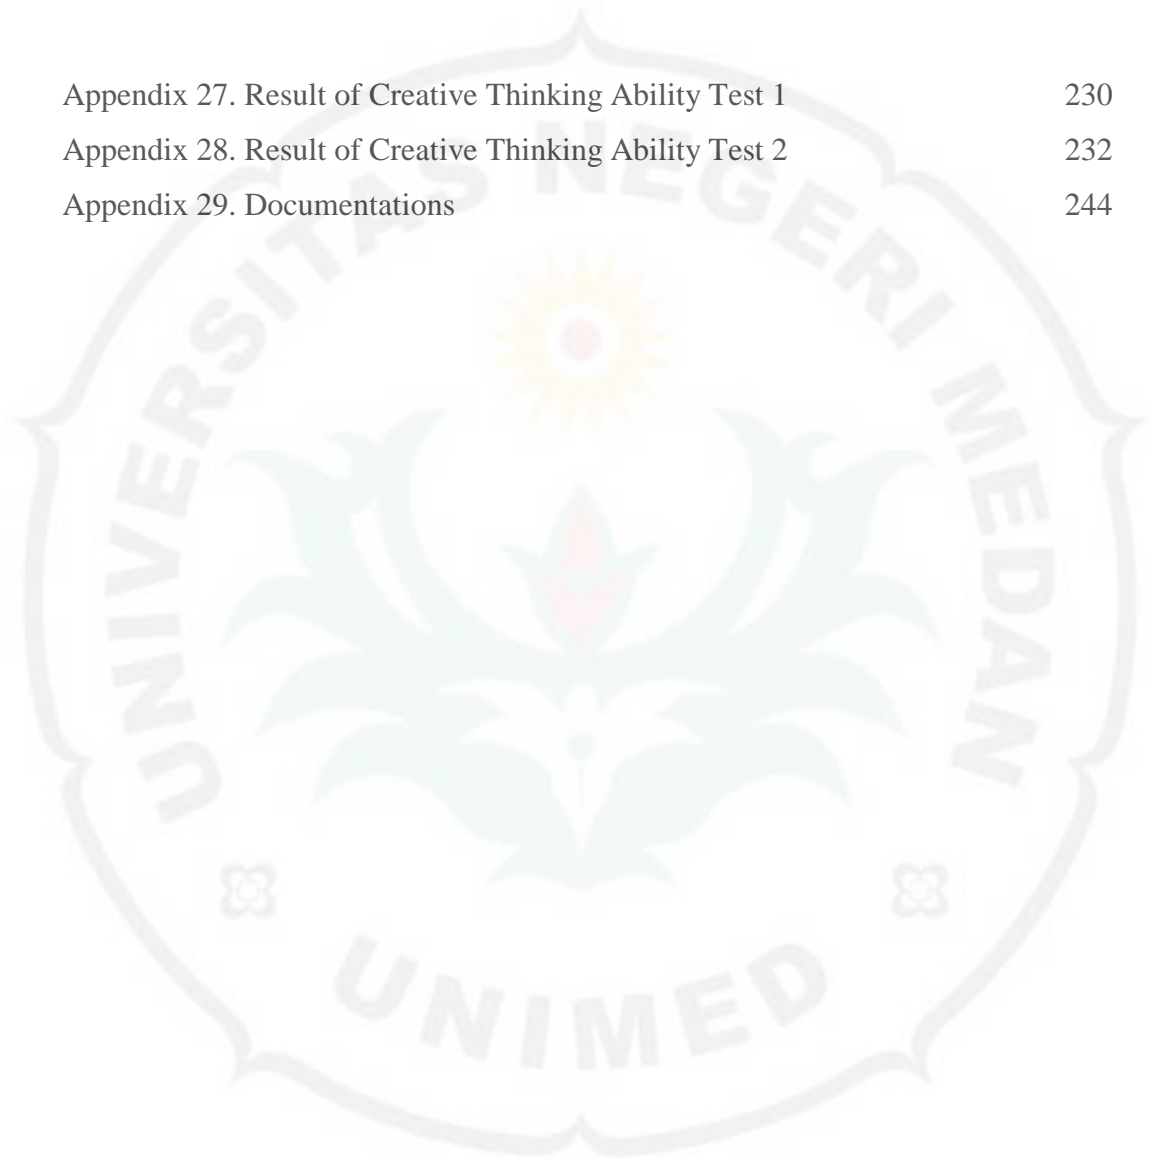 Appendix 27. Result of Creative Thinking Ability Test 1 230
Appendix 28. Result of Creative Thinking Ability Test 2 232
Appendix 29. Documentations 244
UNIVERSITAS NEGERI MEDAN
UNIMED